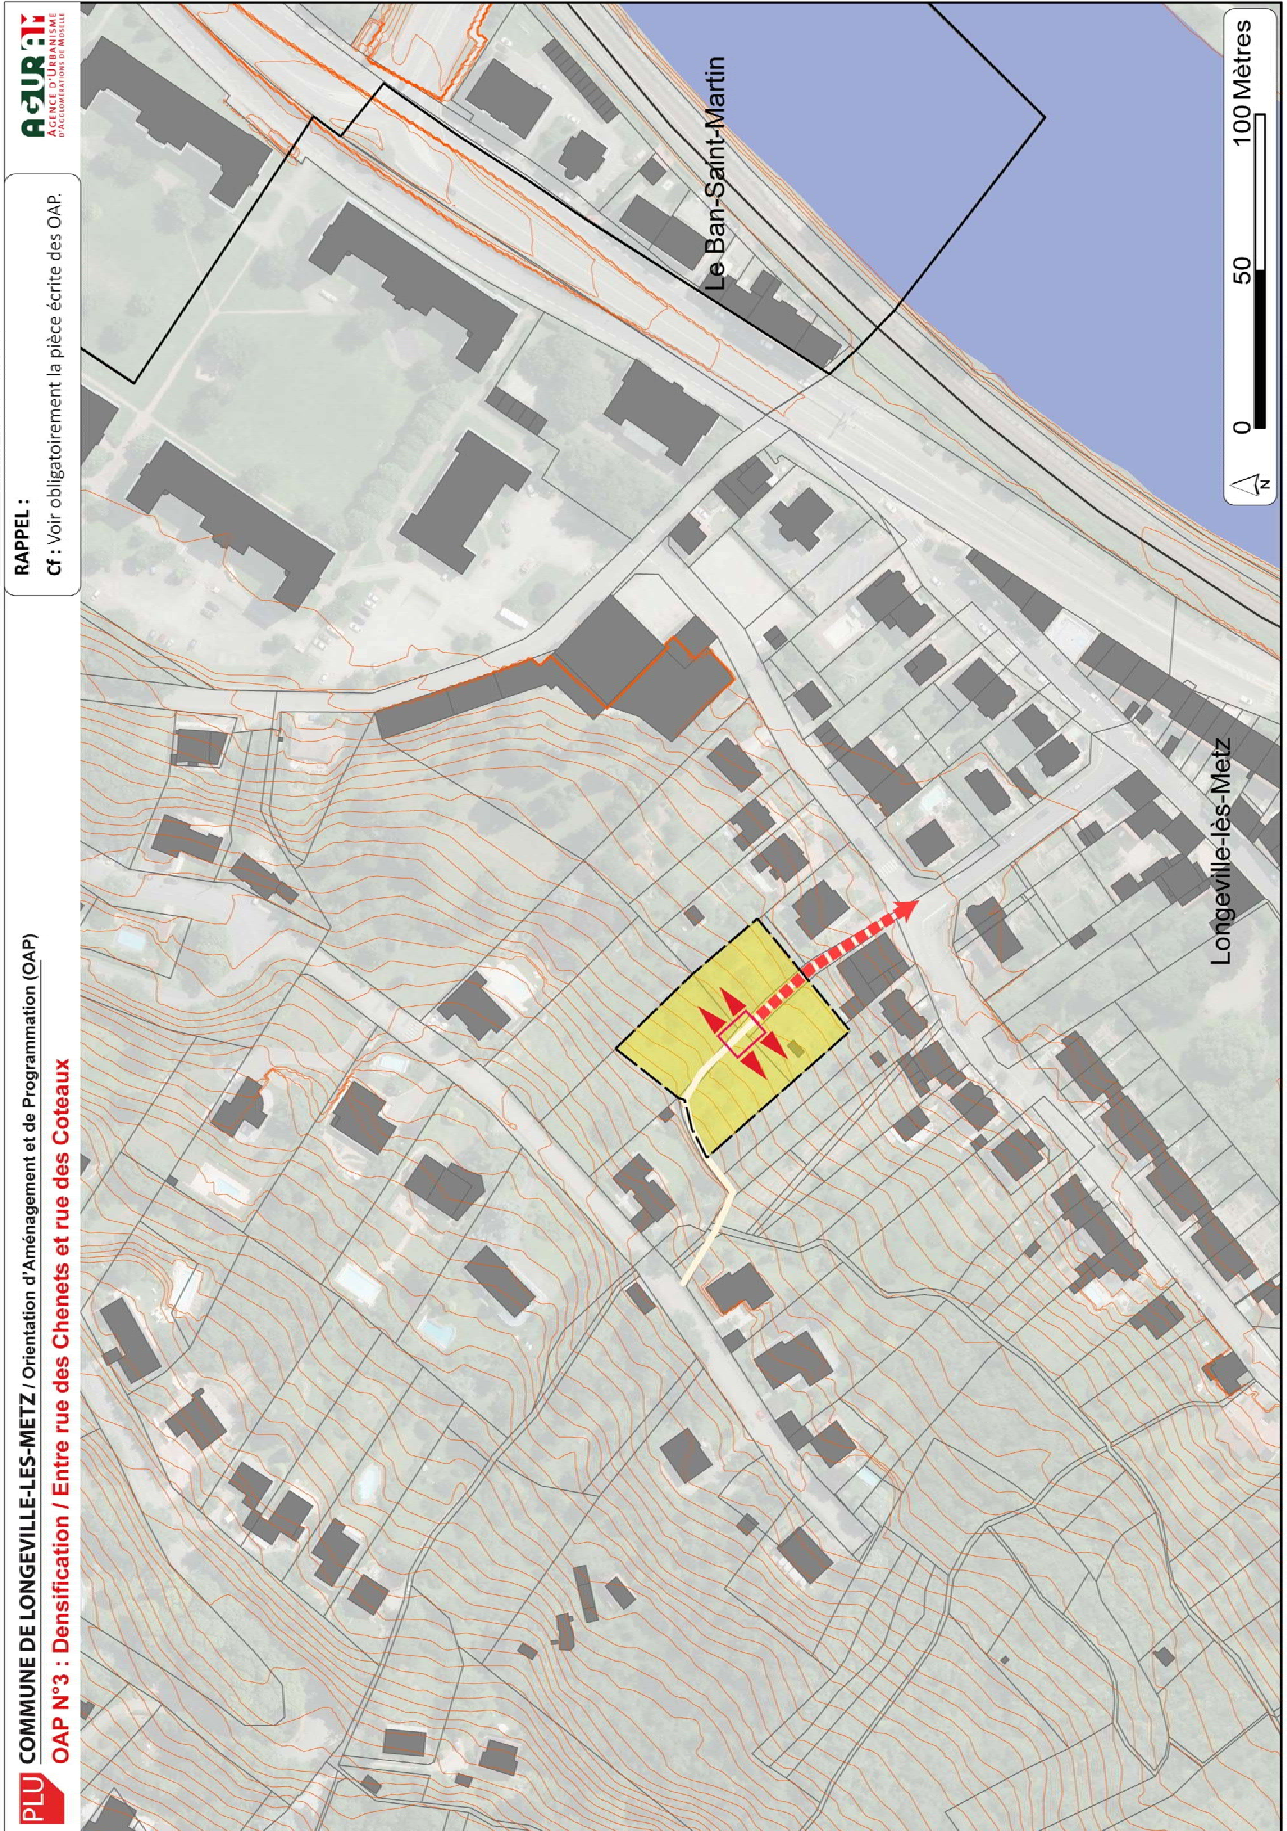 PLU
COMMUNE DE LONGEVILLE-LES-METZ / Orientation d'Aménagement et de Programmation (OAP)
OAP N°3 : Densification / Entre rue des Chenets et rue des Coteaux
RAPPEL :
Cf : Voir obligatoirement la pièce écrite des OAP.
AGURAM
AGENCE D'URBANISME
D'AGGLOMÉRATIONS DE MOSELLE
Le Ban-Saint-Martin
Longeville-lès-Metz
N
0 50 100 Mètres